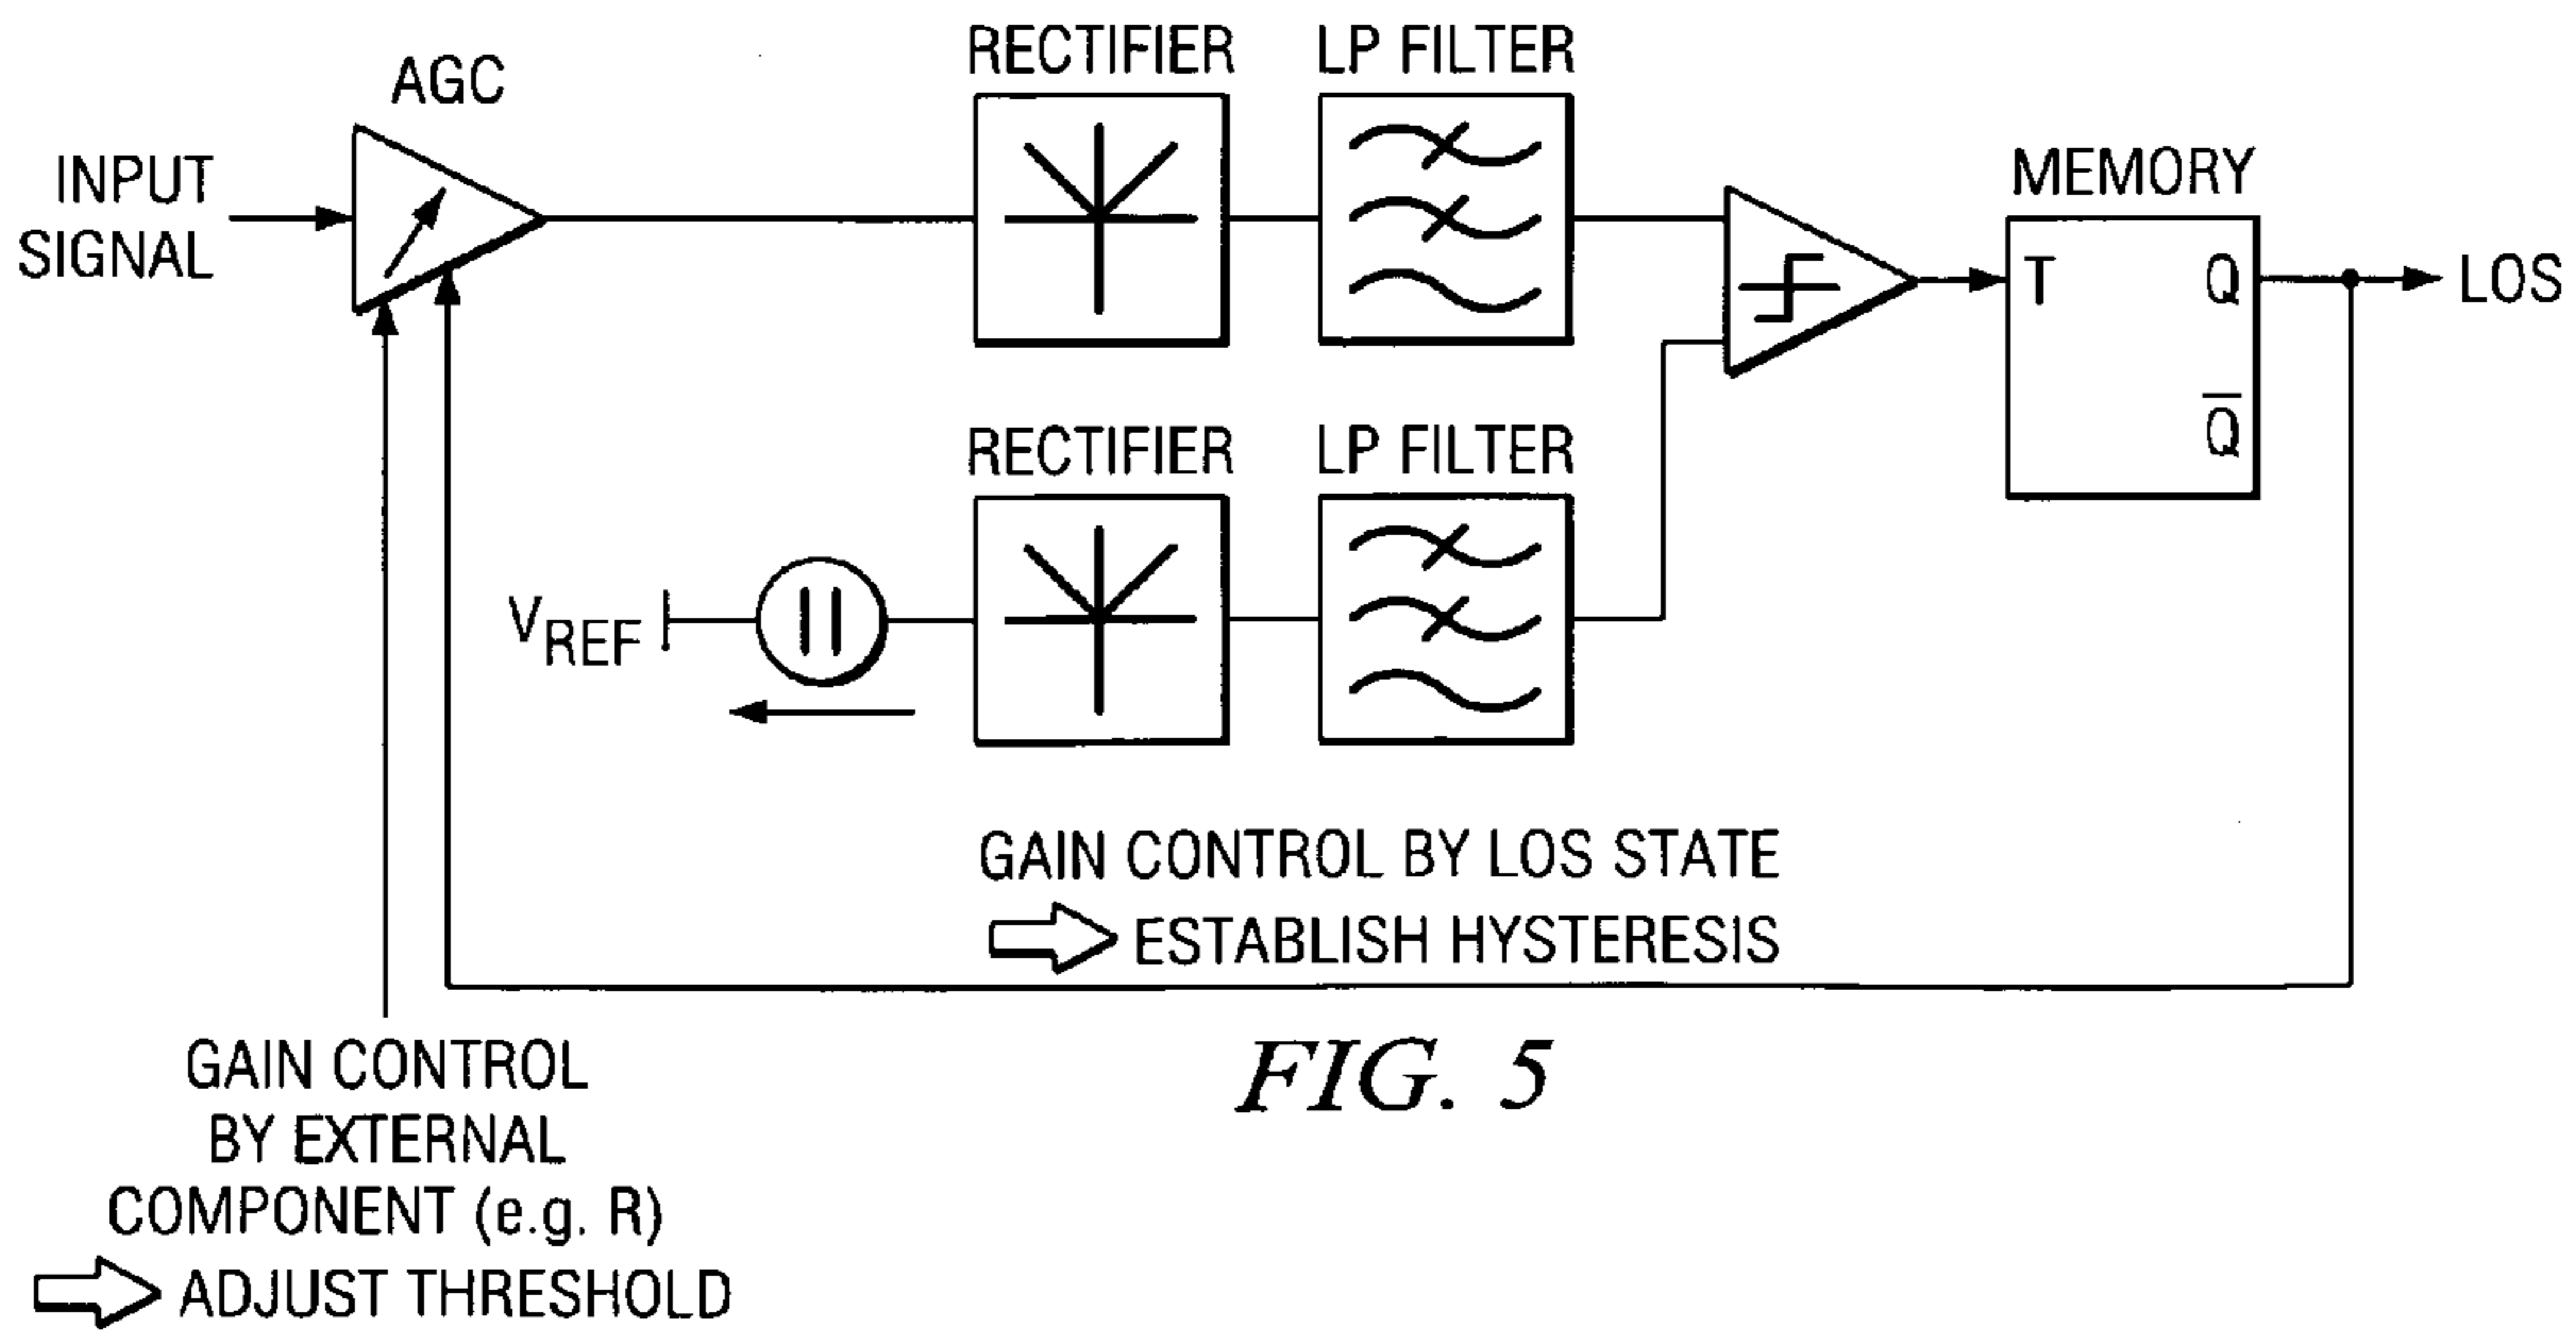 RECTIFIER
LP FILTER
AGC
INPUT
SIGNAL
MEMORY
T
Q
LOS
Q̅
RECTIFIER
LP FILTER
VREF
GAIN CONTROL BY LOS STATE
ESTABLISH HYSTERESIS
GAIN CONTROL
BY EXTERNAL
COMPONENT (e.g. R)
ADJUST THRESHOLD
FIG. 5